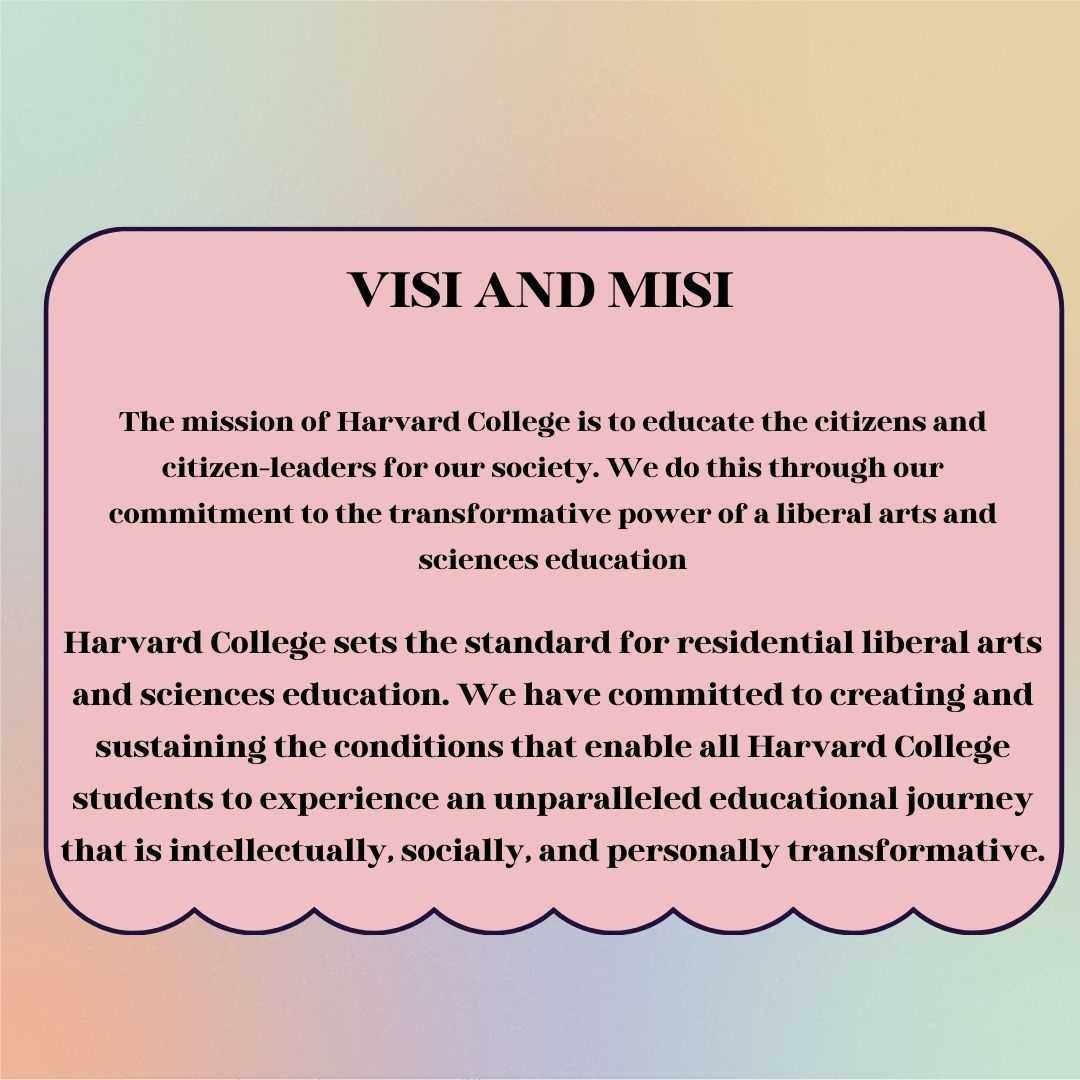 VISI AND MISI
The mission of Harvard College is to educate the citizens and
citizen-leaders for our society. We do this through our
commitment to the transformative power of a liberal arts and
sciences education
Harvard College sets the standard for residential liberal arts
and sciences education. We have committed to creating and
sustaining the conditions that enable all Harvard College
students to experience an unparalleled educational journey
that is intellectually, socially, and personally transformative.